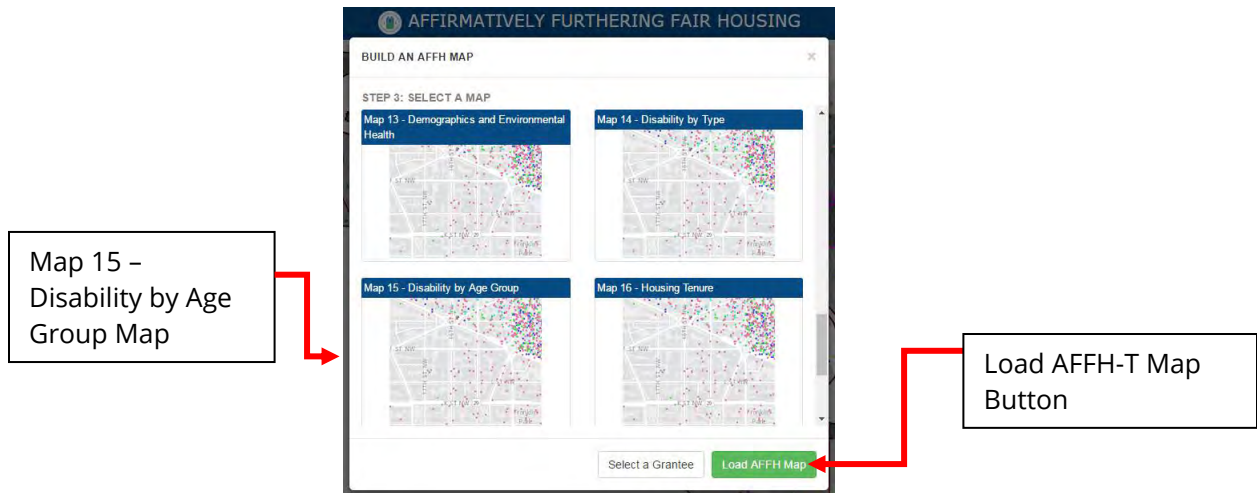 AFFIRMATIVELY FURTHERING FAIR HOUSING
BUILD AN AFFH MAP
×
STEP 3: SELECT A MAP
Map 13 - Demographics and Environmental
Health
Map 14 - Disability by Type
Map 15 - Disability by Age Group
Map 16 - Housing Tenure
Select a Grantee
Load AFFH Map
Map 15 –
Disability by Age
Group Map
Load AFFH-T Map
Button